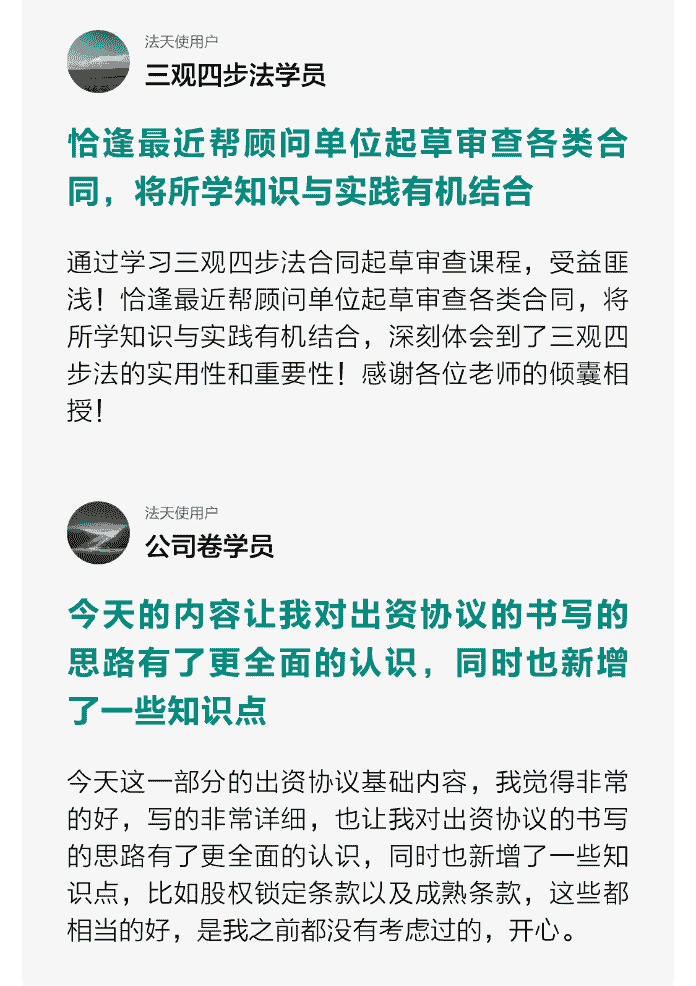 法天使用户
三观四步法学员
恰逢最近帮顾问单位起草审查各类合
同，将所学知识与实践有机结合
通过学习三观四步法合同起草审查课程，受益匪
浅！恰逢最近帮顾问单位起草审查各类合同，将
所学知识与实践有机结合，深刻体会到了三观四
步法的实用性和重要性！感谢各位老师的倾囊相
授！
法天使用户
公司卷学员
今天的内容让我对出资协议的书写的
思路有了更全面的认识，同时也新增
了一些知识点
今天这一部分的出资协议基础内容，我觉得非常
的好，写的非常详细，也让我对出资协议的书写
的思路有了更全面的认识，同时也新增了一些知
识点，比如股权锁定条款以及成熟条款，这些都
相当的好，是我之前都没有考虑过的，开心。